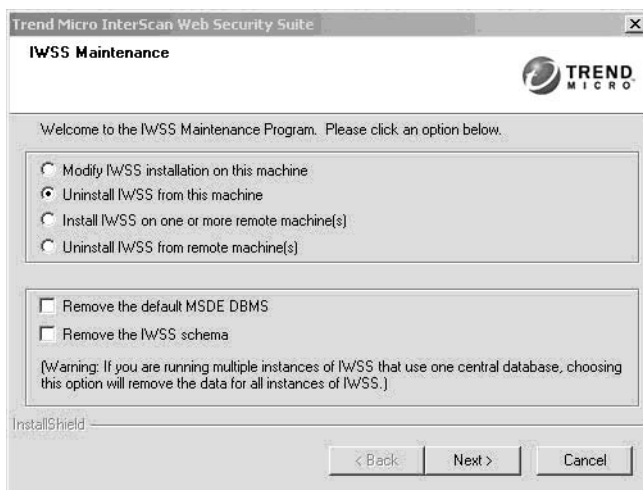 Trend Micro InterScan Web Security Suite
IWSS Maintenance
TREND
MICRO
Welcome to the IWSS Maintenance Program. Please click an option below.
Modify IWSS installation on this machine
Uninstall IWSS from this machine
Install IWSS on one or more remote machine(s)
Uninstall IWSS from remote machine(s)
Remove the default MSDE DBMS
Remove the IWSS schema
(Warning: If you are running multiple instances of IWSS that use one central database, choosing
this option will remove the data for all instances of IWSS.)
InstallShield
< Back
Next >
Cancel